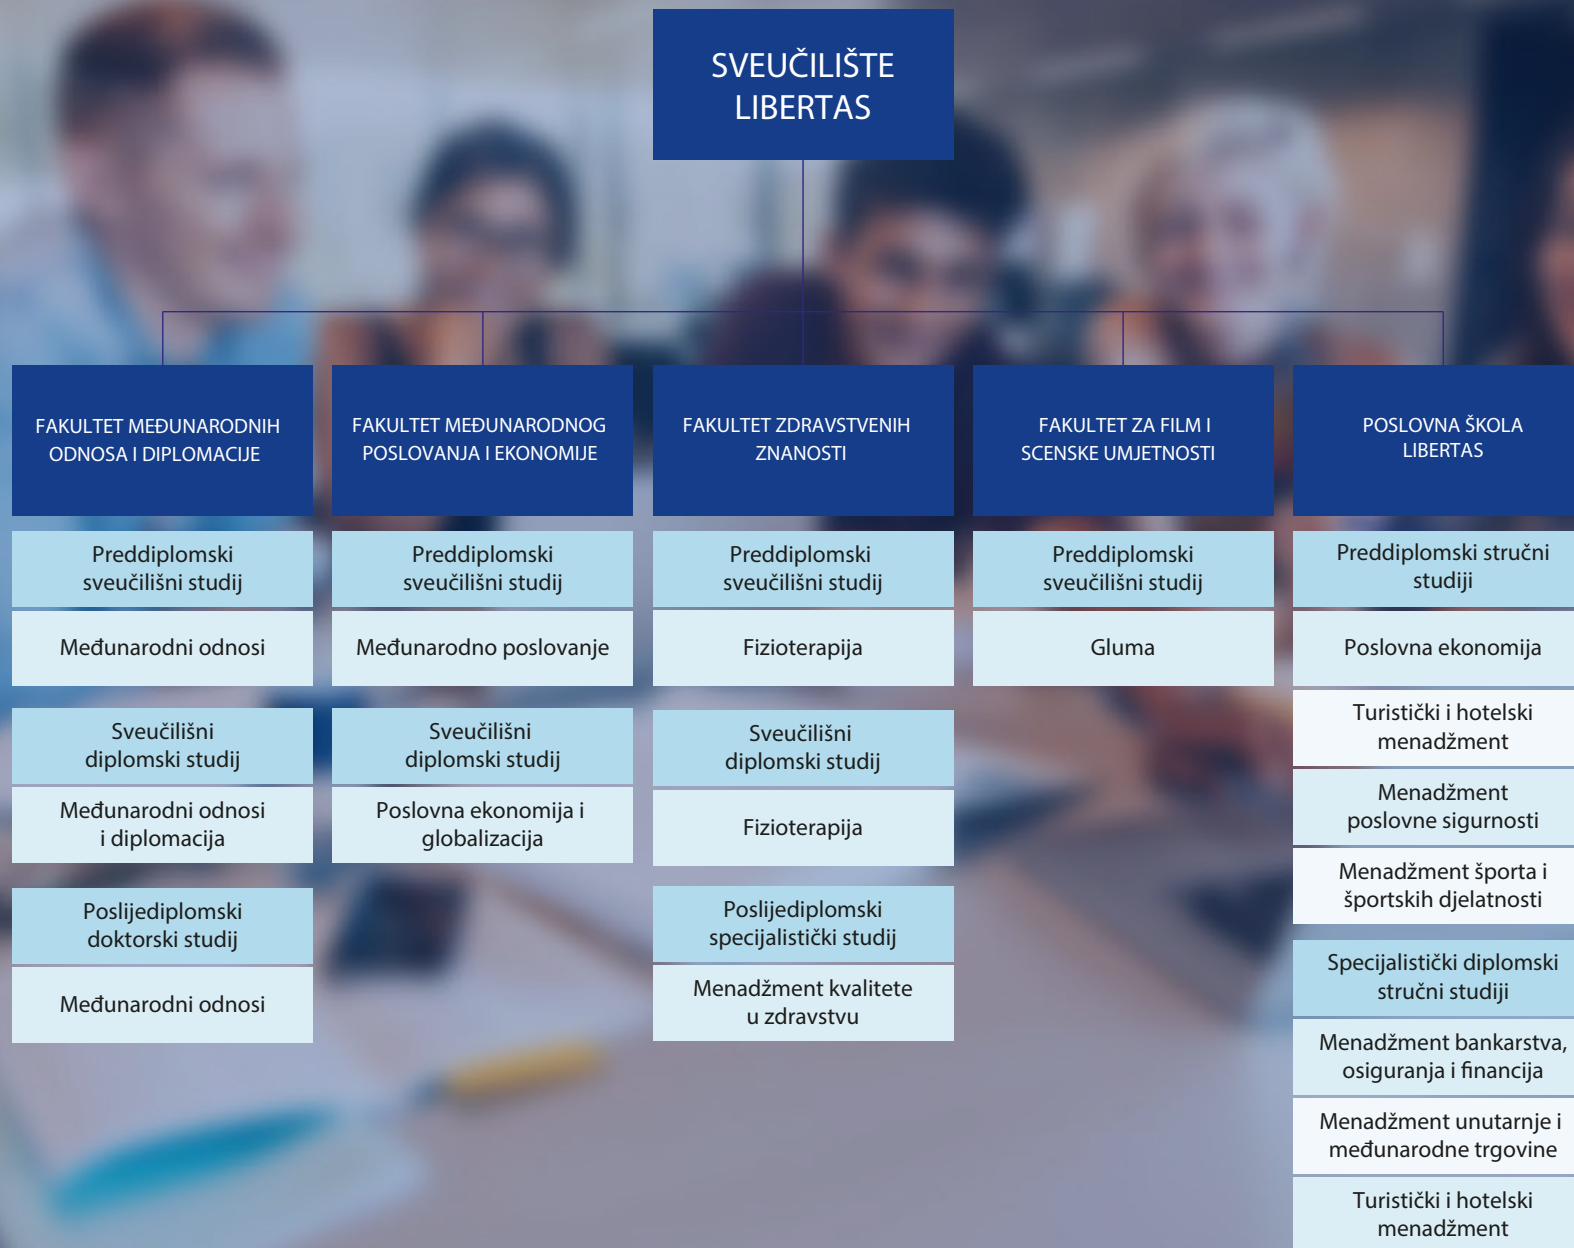 SVEUČILIŠTE
LIBERTAS
FAKULTET MEĐUNARODNIH
ODNOSA I DIPLOMACIJE
Preddiplomski
sveučilišni studij
Međunarodni odnosi
Sveučilišni
diplomski studij
Međunarodni odnosi
i diplomacija
Poslijediplomski
doktorski studij
Međunarodni odnosi
FAKULTET MEĐUNARODNOG
POSLOVANJA I EKONOMIJE
Preddiplomski
sveučilišni studij
Međunarodno poslovanje
Sveučilišni
diplomski studij
Poslovna ekonomija i
globalizacija
FAKULTET ZDRAVSTVENIH
ZNANOSTI
Preddiplomski
sveučilišni studij
Fizioterapija
Sveučilišni
diplomski studij
Fizioterapija
Poslijediplomski
specijalistički studij
Menadžment kvalitete
u zdravstvu
FAKULTET ZA FILM I
SCENSKE UMJETNOSTI
Preddiplomski
sveučilišni studij
Gluma
POSLOVNA ŠKOLA
LIBERTAS
Preddiplomski stručni
studiji
Poslovna ekonomija
Turistički i hotelski
menadžment
Menadžment
poslovne sigurnosti
Menadžment športa i
športskih djelatnosti
Specijalistički diplomski
stručni studiji
Menadžment bankarstva,
osiguranja i financija
Menadžment unutarnje i
međunarodne trgovine
Turistički i hotelski
menadžment